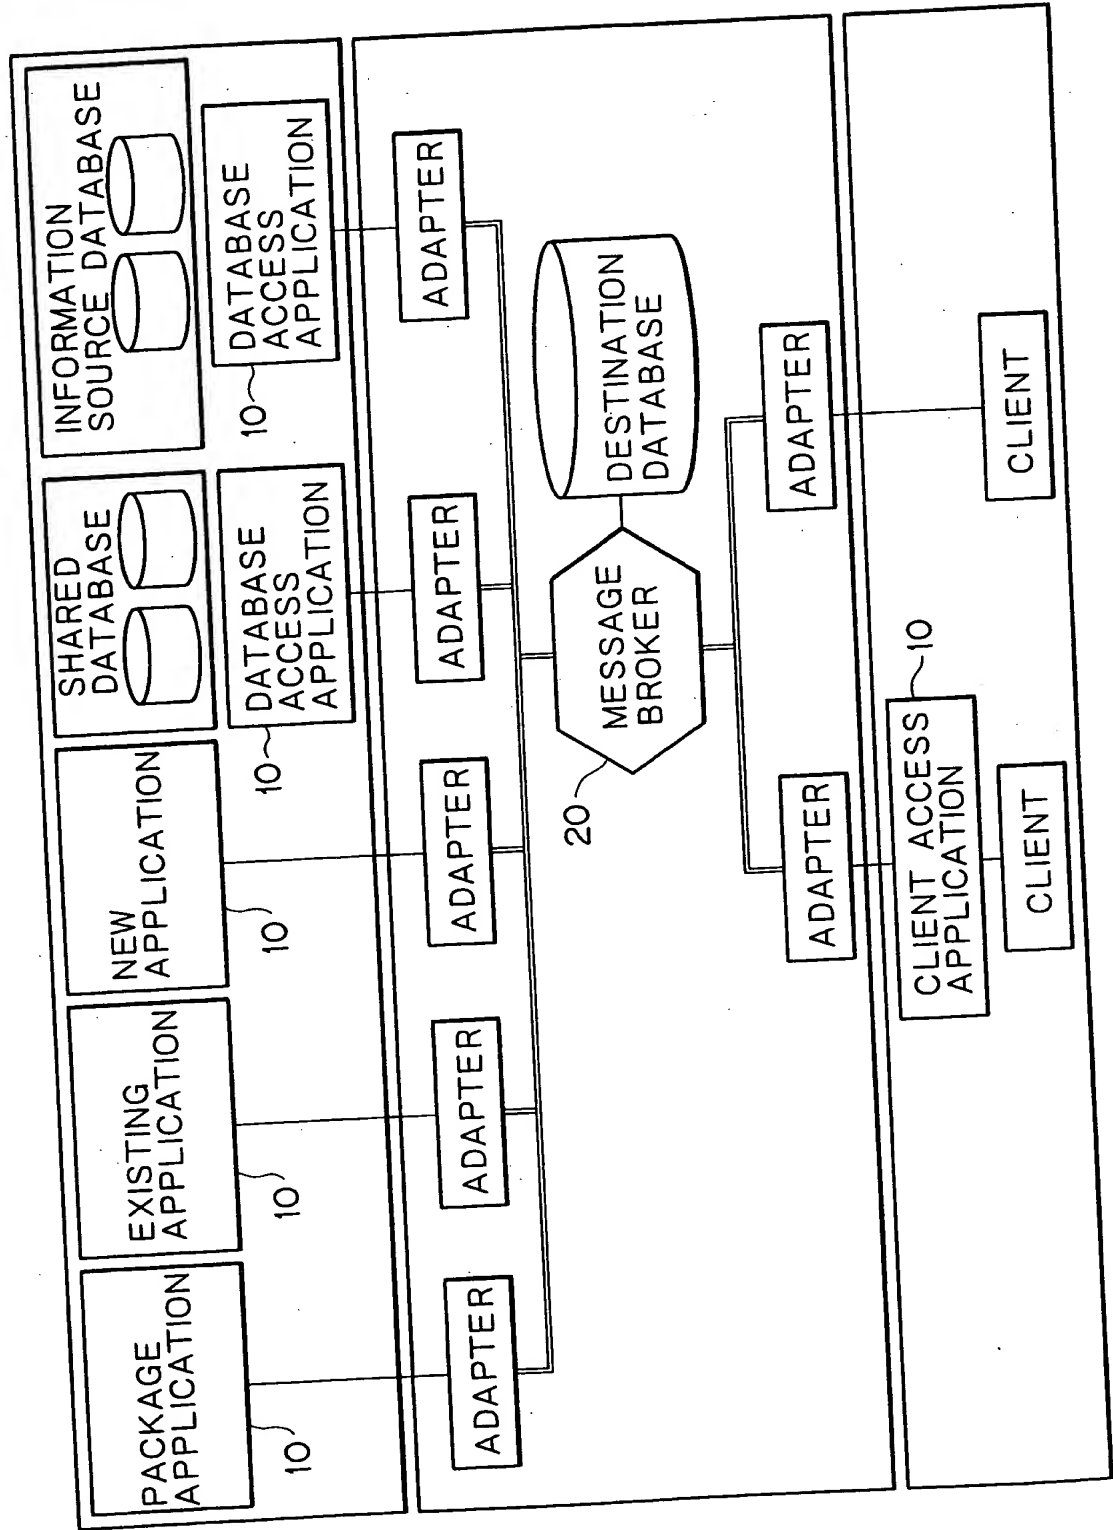 PACKAGE
APPLICATION
10
EXISTING
APPLICATION
10
NEW
APPLICATION
10
SHARED
DATABASE
DATABASE
ACCESS
APPLICATION
10
INFORMATION
SOURCE DATABASE
DATABASE
ACCESS
APPLICATION
10
ADAPTER
ADAPTER
ADAPTER
ADAPTER
ADAPTER
MESSAGE
BROKER
20
DESTINATION
DATABASE
ADAPTER
ADAPTER
CLIENT ACCESS
APPLICATION
10
CLIENT
CLIENT